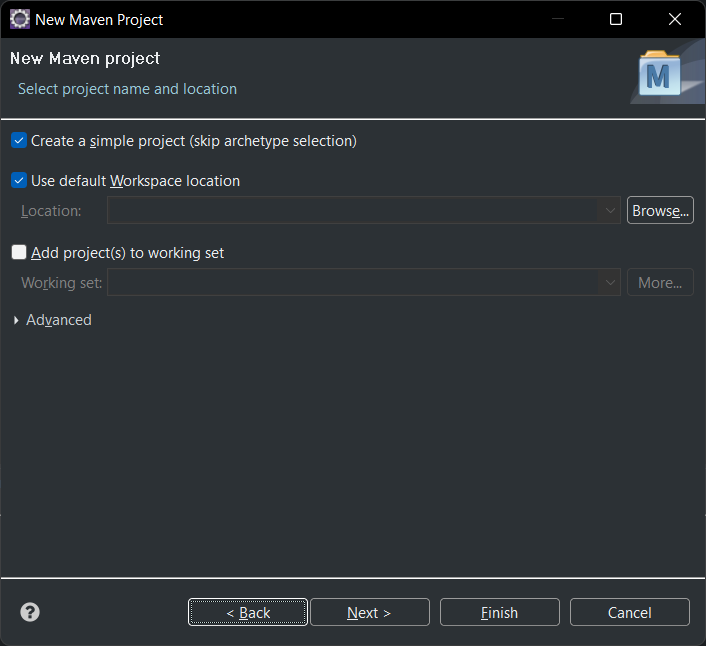 New Maven Project
New Maven project
Select project name and location
M
Create a simple project (skip archetype selection)
Use default Workspace location
Location:
Browse...
Add project(s) to working set
Working set:
More...
Advanced
?
< Back
Next >
Finish
Cancel